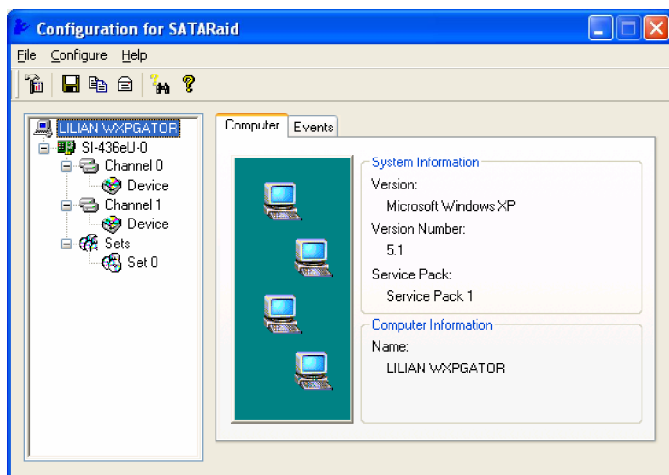 Configuration for SATARaid
File Configure Help
LILIAN WXPGATOR
SI-436eU-0
Channel 0
Device
Channel 1
Device
Sets
Set 0
Computer Events
System Information
Version:
Microsoft Windows XP
Version Number:
5.1
Service Pack:
Service Pack 1
Computer Information
Name:
LILIAN WXPGATOR